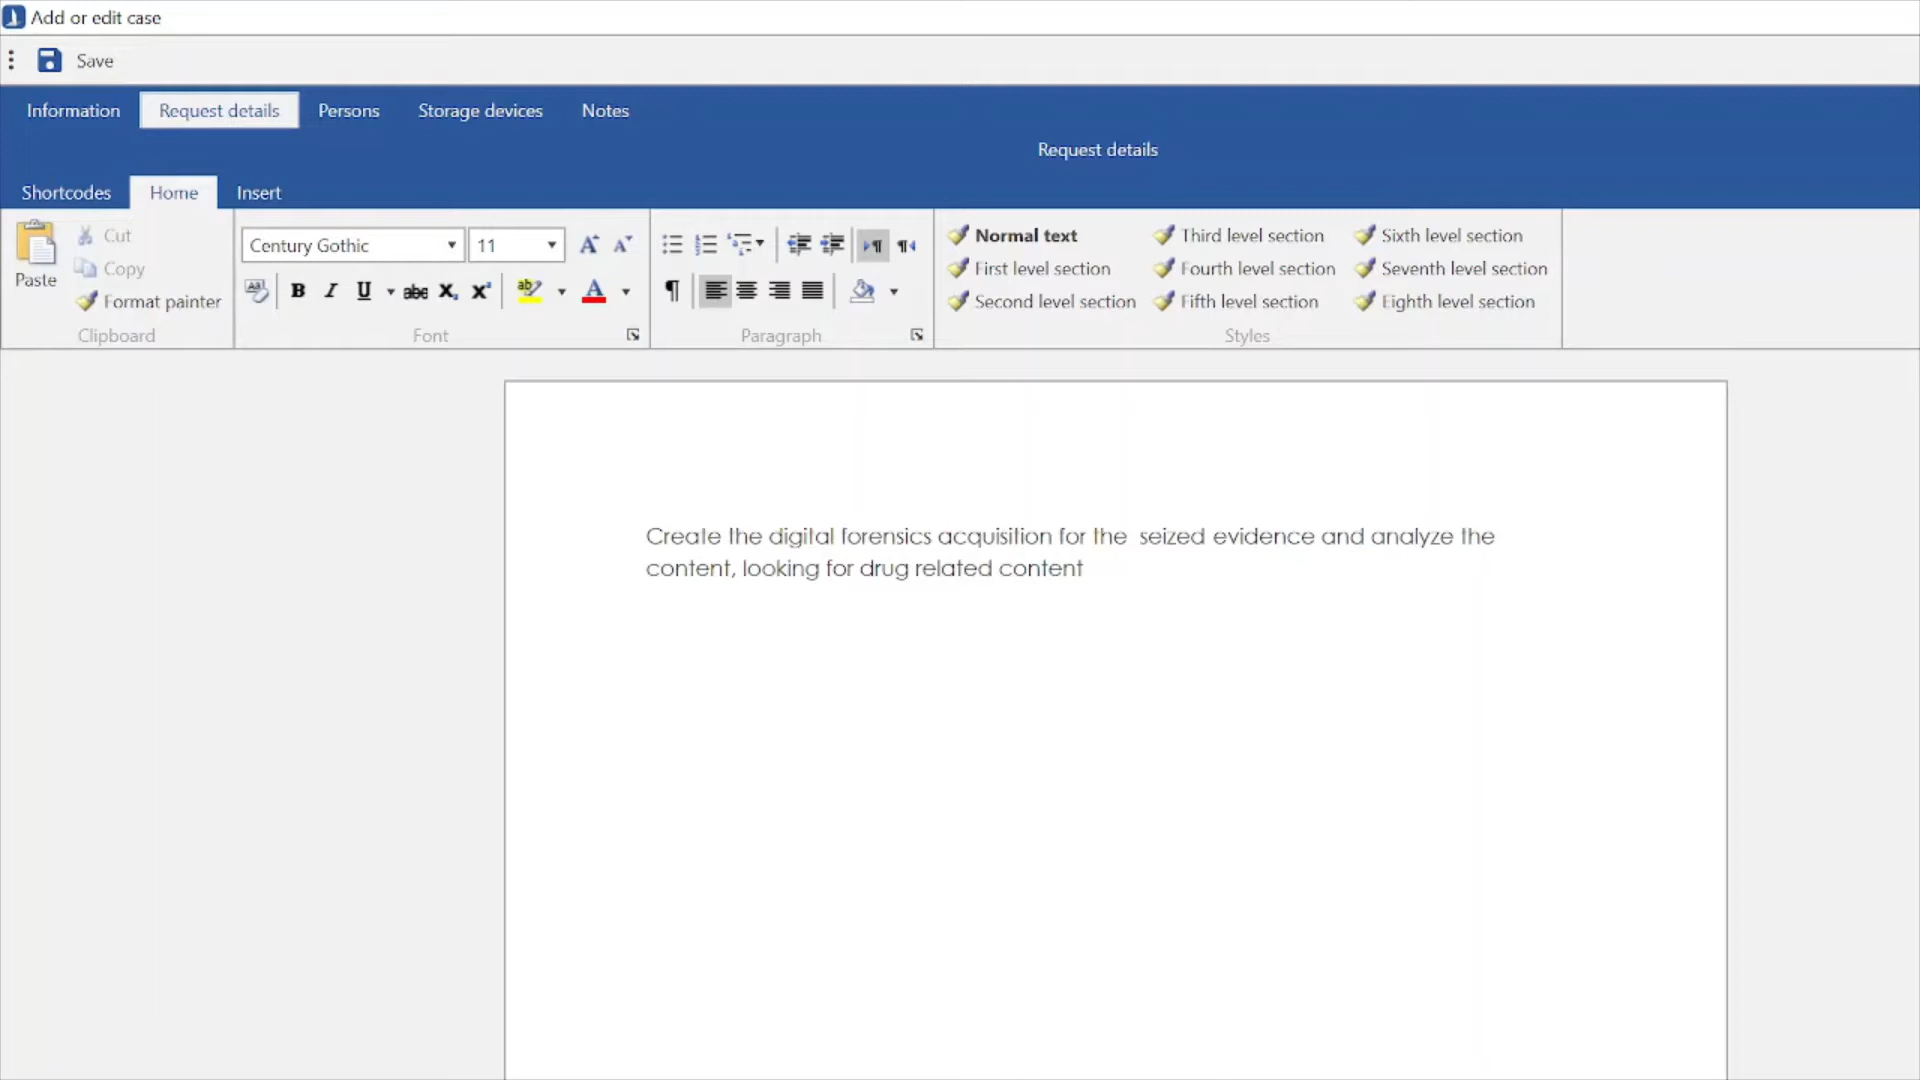 Add or edit case
Save
Information Request details Persons Storage devices Notes
Request details
Shortcodes Home Insert
Paste
Cut
Copy
Format painter
Clipboard
Century Gothic 11
B I U abc X₂ X²
Font
Paragraph
Normal text Third level section Sixth level section
First level section Fourth level section Seventh level section
Second level section Fifth level section Eighth level section
Styles
Create the digital forensics acquisition for the  seized evidence and analyze the
content, looking for drug related content